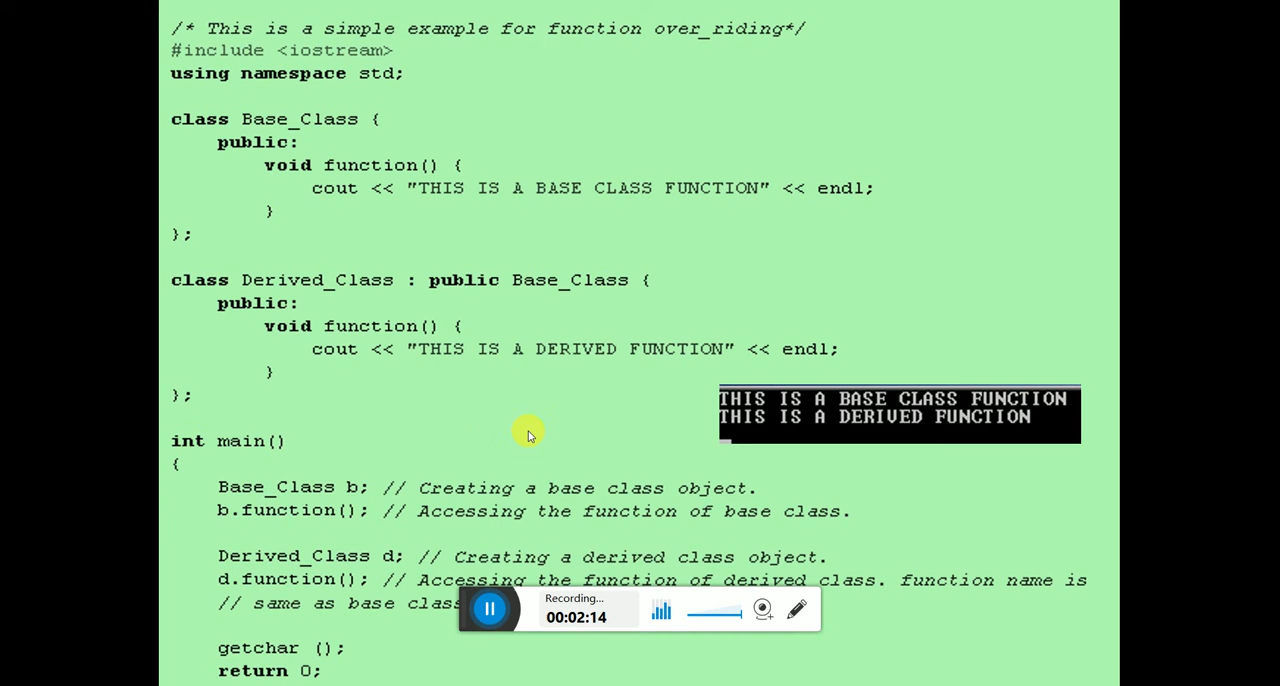 /* This is a simple example for function over_riding*/
#include <iostream>
using namespace std;
class Base_Class {
public:
void function() {
cout << "THIS IS A BASE CLASS FUNCTION" << endl;
}
};
class Derived_Class : public Base_Class {
public:
void function() {
cout << "THIS IS A DERIVED FUNCTION" << endl;
}
};
THIS IS A BASE CLASS FUNCTION
THIS IS A DERIVED FUNCTION
int main()
{
Base_Class b; // Creating a base class object.
b.function(); // Accessing the function of base class.
Derived_Class d; // Creating a derived class object.
d.function(); // Accessing the function of derived class. function name is
// same as base class
Recording...
00:02:14
getchar ();
return 0;